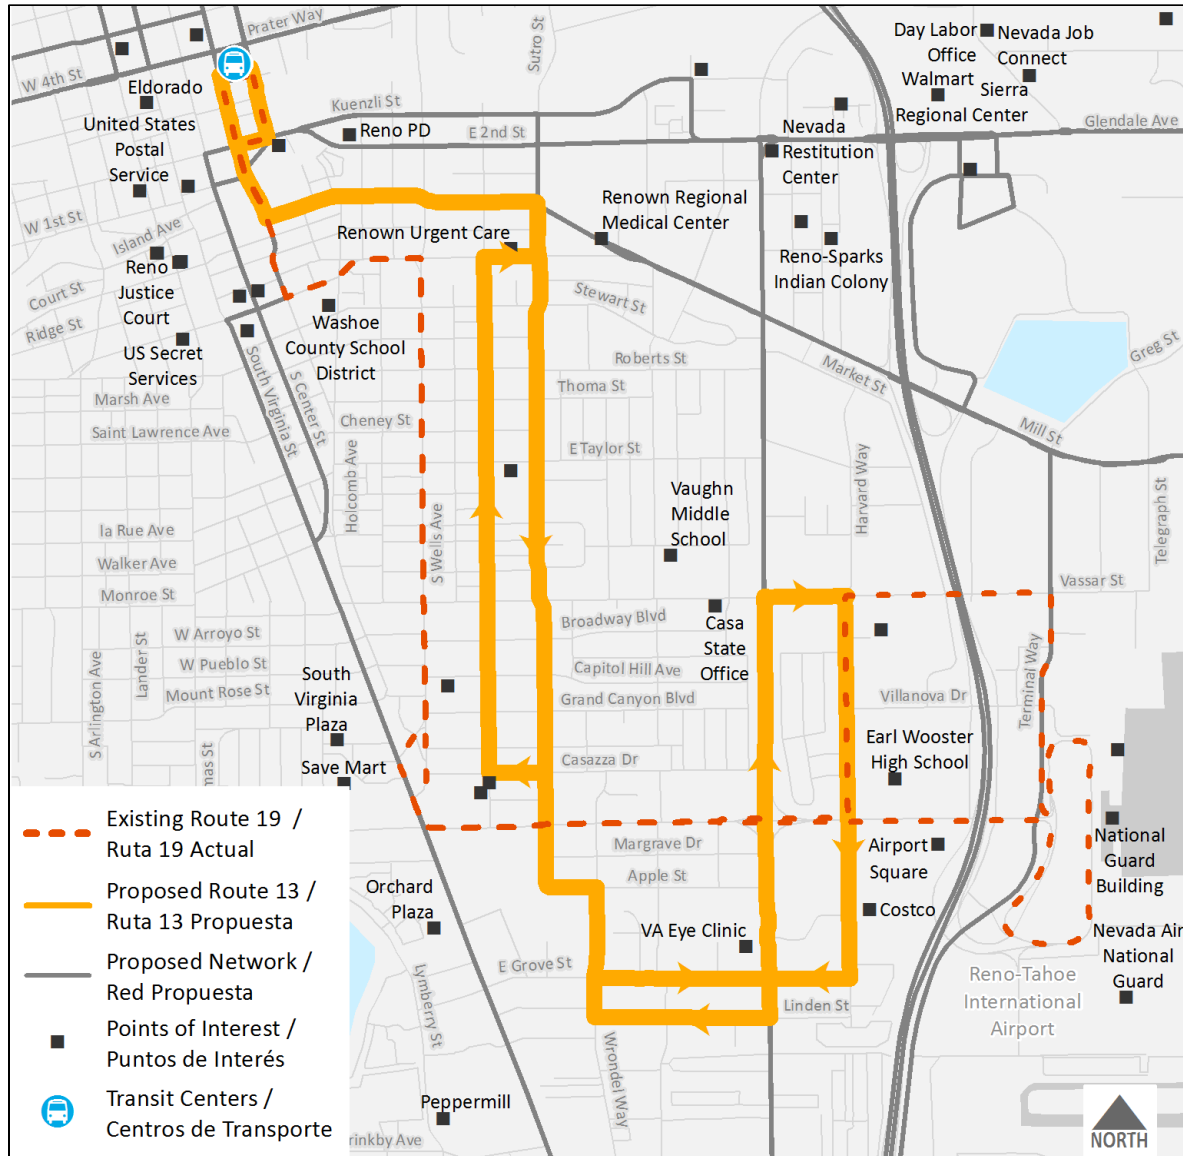 Prater Way
Sutro St
W 4th St
Eldorado
Kuenzli St
Reno PD
E 2nd St
United States
Postal
Service
Day Labor
Office
Nevada Job
Connect
Walmart
Sierra
Regional Center
Glendale Ave
Nevada
Restitution
Center
W 1st St
Island Ave
Renown Urgent Care
Renown Regional
Medical Center
Reno-Sparks
Indian Colony
Reno
Justice
Court
Court St
Ridge St
US Secret
Services
Washoe
County School
District
Stewart St
Roberts St
Market St
Greg St
Mill St
Marsh Ave
Saint Lawrence Ave
South Virginia St
S Center St
Cheney St
Holcomb Ave
Thoma St
E Taylor St
Harvard Way
Telegraph St
la Rue Ave
Walker Ave
Monroe St
S Wells Ave
Vaughn
Middle
School
Vassar St
W Arroyo St
W Pueblo St
Mount Rose St
Lander St
S Arlington Ave
South
Virginia
Plaza
Save Mart
mas St
Broadway Blvd
Capitol Hill Ave
Grand Canyon Blvd
Casazza Dr
Casa
State
Office
Villanova Dr
Terminal Way
Earl Wooster
High School
Margrave Dr
Apple St
Airport
Square
National
Guard
Building
Orchard
Plaza
VA Eye Clinic
Costco
Nevada Air
National
Guard
E Grove St
Lymberry St
Linden St
Wrondel Way
Reno-Tahoe
International
Airport
Peppermill
rinkby Ave
NORTH
Existing Route 19 /
Ruta 19 Actual
Proposed Route 13 /
Ruta 13 Propuesta
Proposed Network /
Red Propuesta
Points of Interest /
Puntos de Interés
Transit Centers /
Centros de Transporte